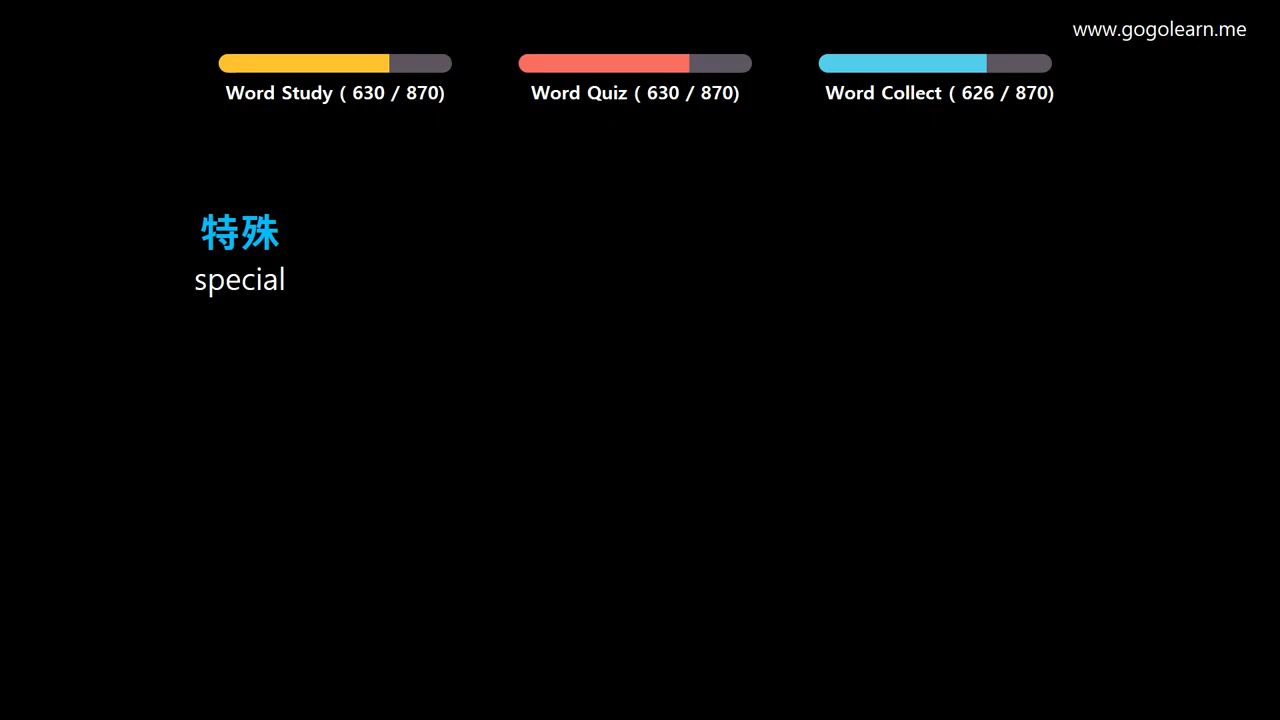 www.gogolearn.me
Word Study ( 630 / 870)
Word Quiz ( 630 / 870)
Word Collect ( 626 / 870)
特殊
special